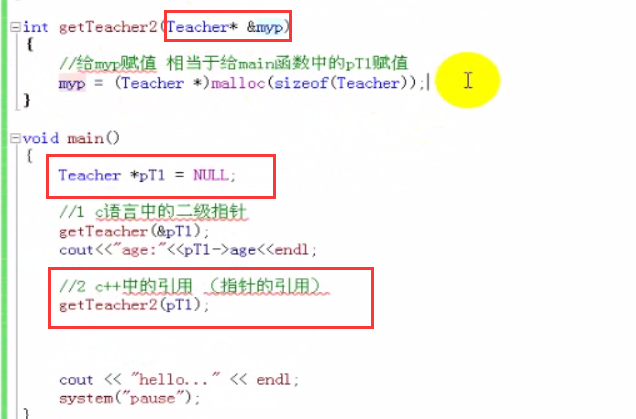 int getTeacher2(Teacher* &myp)
{
//给myp赋值 相当于给main函数中的pT1赋值
myp = (Teacher *)malloc(sizeof(Teacher));
}
void main()
{
Teacher *pT1 = NULL;
//1 c语言中的二级指针
getTeacher(&pT1);
cout<<"age:"<<pT1->age<<endl;
//2 c++中的引用 （指针的引用）
getTeacher2(pT1);
cout << "hello..." << endl;
system("pause");
}